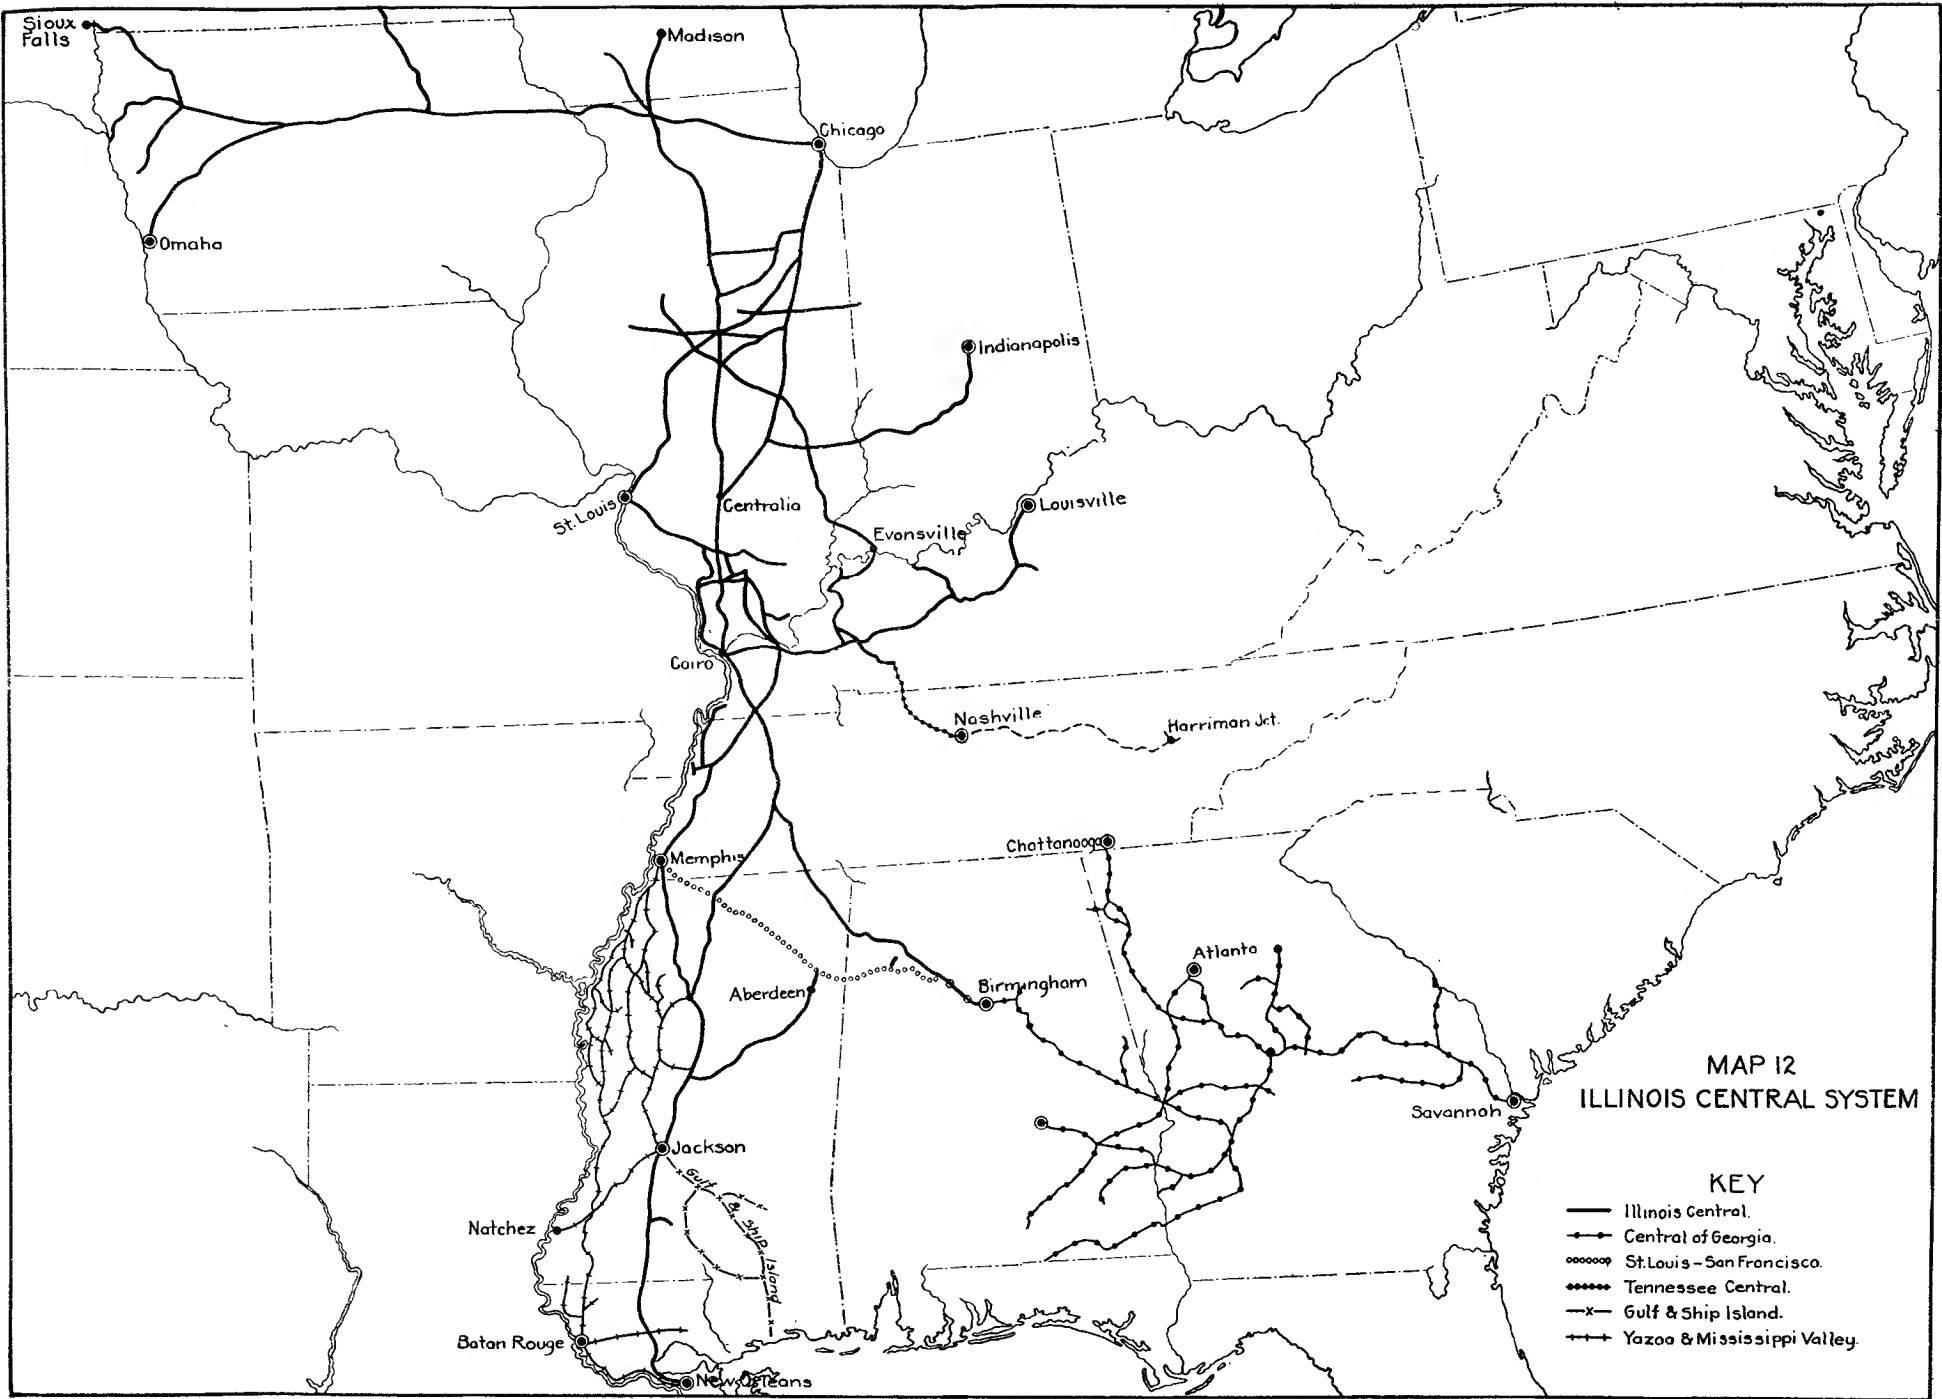 Sioux
Falls
Madison
Chicago
Omaha
Indianapolis
St. Louis
Centralia
Louisville
Evansville
Cairo
Nashville
Harriman Jct.
Chattanooga
Memphis
Atlanta
Aberdeen
Birmingham
MAP 12
ILLINOIS CENTRAL SYSTEM
Savannah
Jackson
Gulf & Ship Island
Natchez
Baton Rouge
New Orleans
KEY
Illinois Central.
Central of Georgia.
St. Louis - San Francisco.
Tennessee Central.
Gulf & Ship Island.
Yazoo & Mississippi Valley.